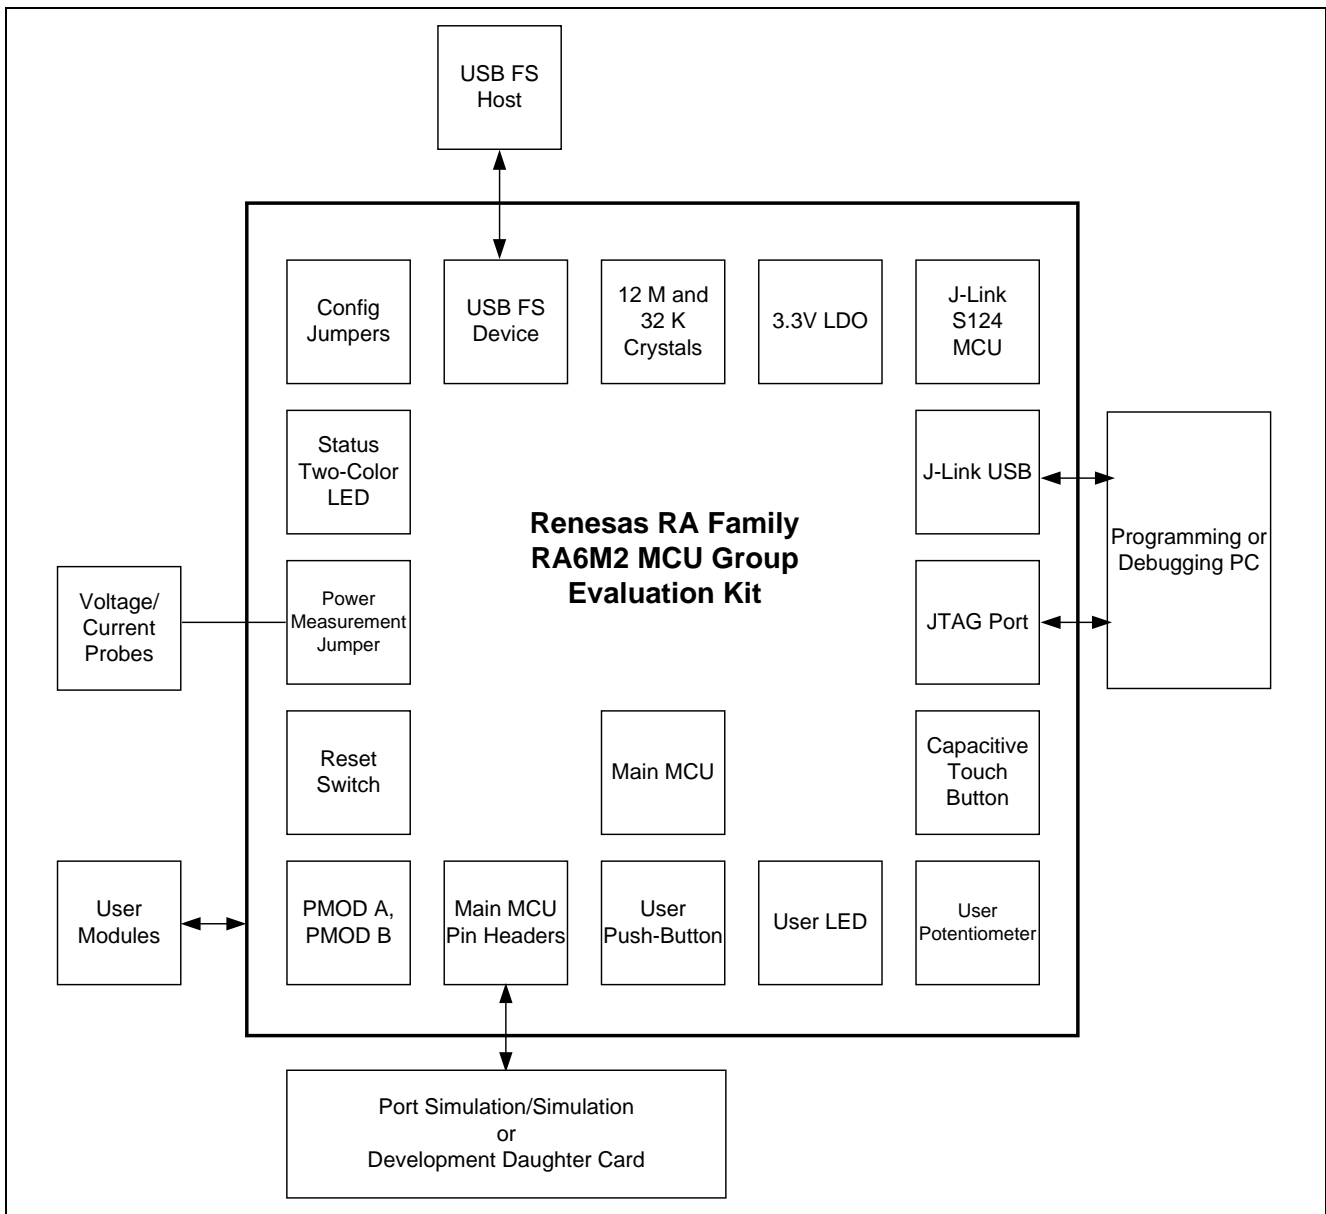 USB FS
Host
Config
Jumpers
USB FS
Device
12 M and
32 K
Crystals
3.3V LDO
J-Link
S124
MCU
Status
Two-Color
LED
J-Link USB
Renesas RA Family
RA6M2 MCU Group
Evaluation Kit
Programming or
Debugging PC
Voltage/
Current
Probes
Power
Measurement
Jumper
JTAG Port
Reset
Switch
Main MCU
Capacitive
Touch
Button
User
Modules
PMOD A,
PMOD B
Main MCU
Pin Headers
User
Push-Button
User LED
User
Potentiometer
Port Simulation/Simulation
or
Development Daughter Card